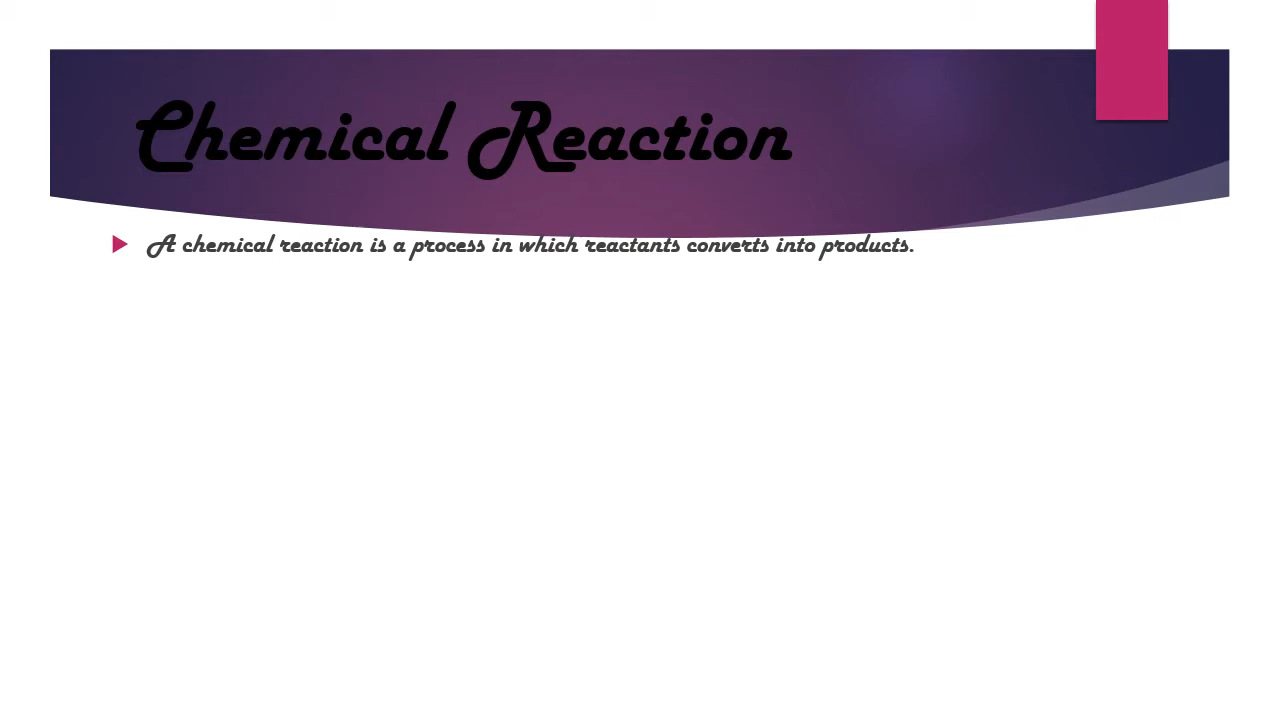 Chemical Reaction
A chemical reaction is a process in which reactants converts into products.